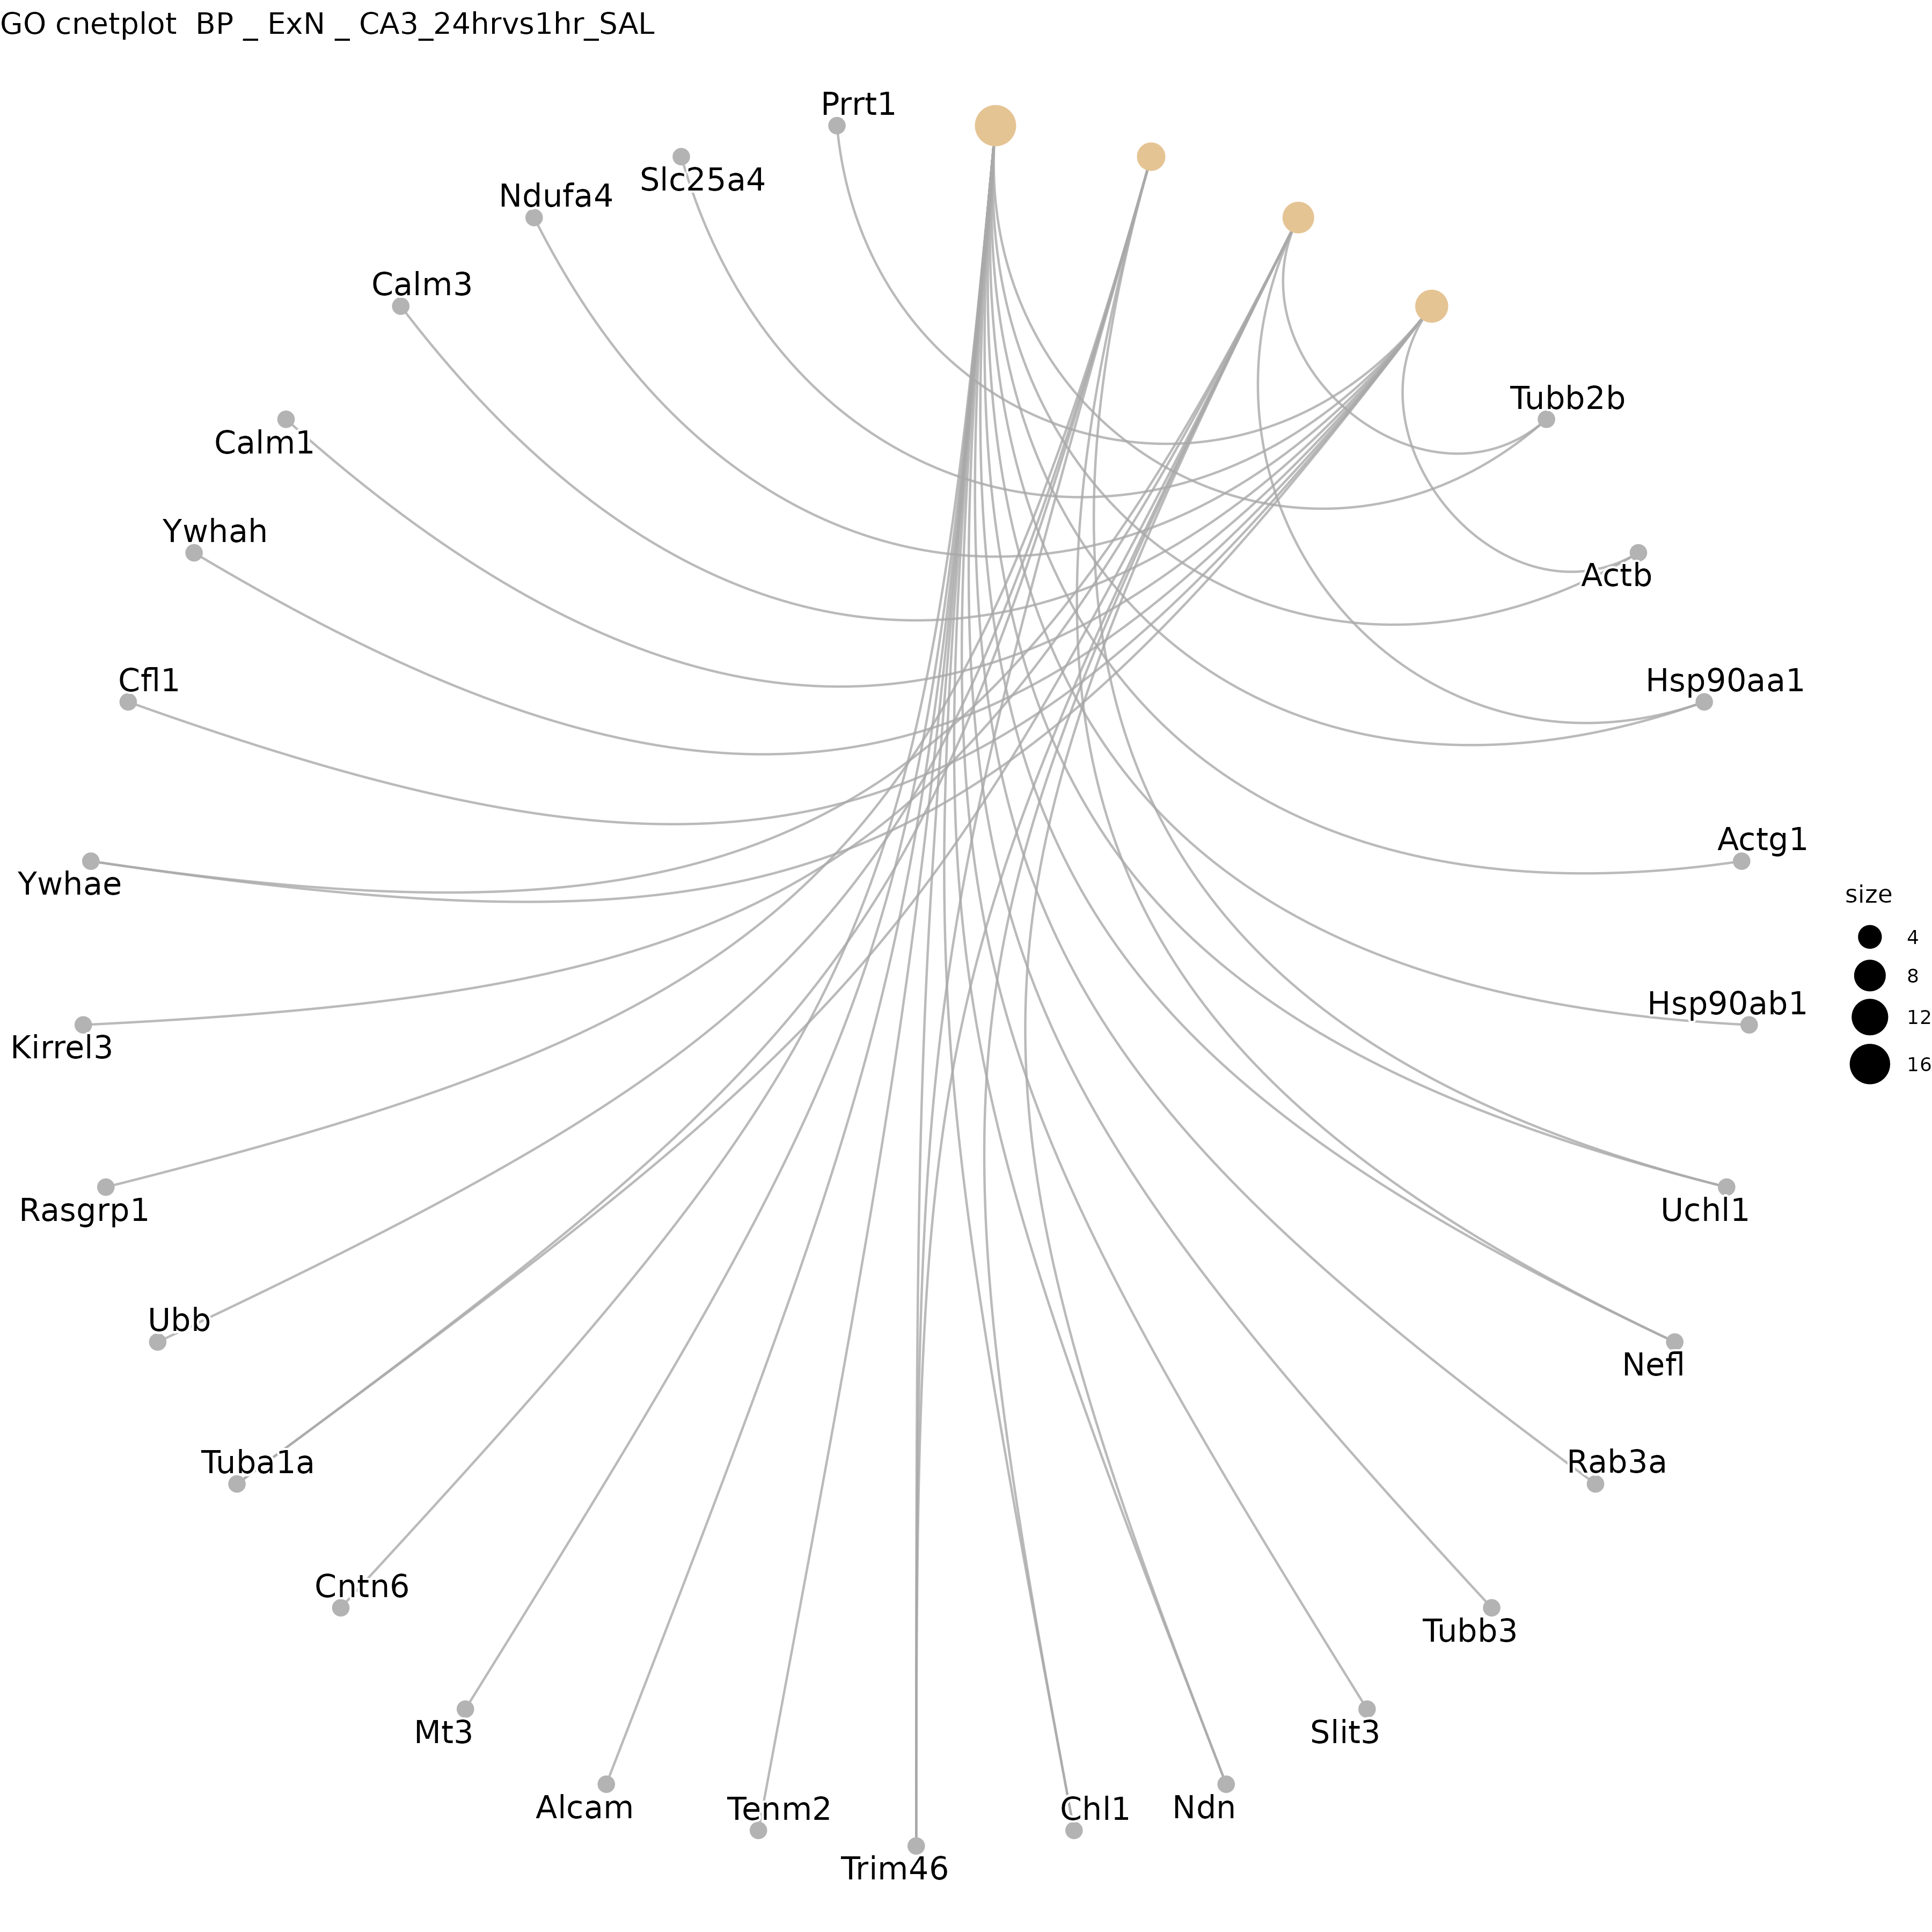 GO cnetplot  BP _ ExN _ CA3_24hrvs1hr_SAL
Prrt1
Slc25a4
Ndufa4
Calm3
Calm1
Ywhah
Cfl1
Ywhae
Kirrel3
Rasgrp1
Ubb
Tuba1a
Cntn6
Mt3
Alcam
Tenm2
Trim46
Chl1
Ndn
Slit3
Tubb3
Rab3a
Nefl
Uchl1
Hsp90ab1
Actg1
Hsp90aa1
Actb
Tubb2b
size
4
8
12
16